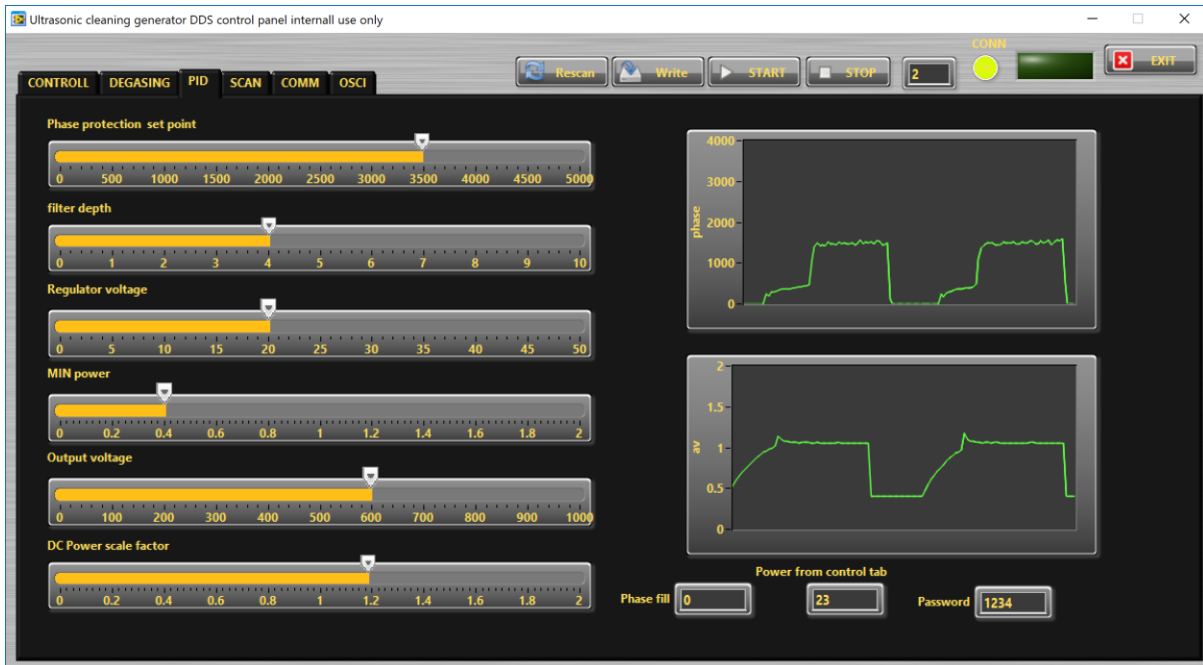 Ultrasonic cleaning generator DDS control panel internall use only
CONTROLL DEGASING PID SCAN COMM OSCI
Rescan Write START STOP 2 CONN EXIT
Phase protection set point
0 500 1000 1500 2000 2500 3000 3500 4000 4500 5000
filter depth
0 1 2 3 4 5 6 7 8 9 10
Regulator voltage
0 5 10 15 20 25 30 35 40 45 50
MIN power
0 0.2 0.4 0.6 0.8 1 1.2 1.4 1.6 1.8 2
Output voltage
0 100 200 300 400 500 600 700 800 900 1000
DC Power scale factor
0 0.2 0.4 0.6 0.8 1 1.2 1.4 1.6 1.8 2
phase
4000
3000
2000
1000
0
av
2
1.5
1
0.5
0
Power from control tab
Phase fill 0 23 Password 1234